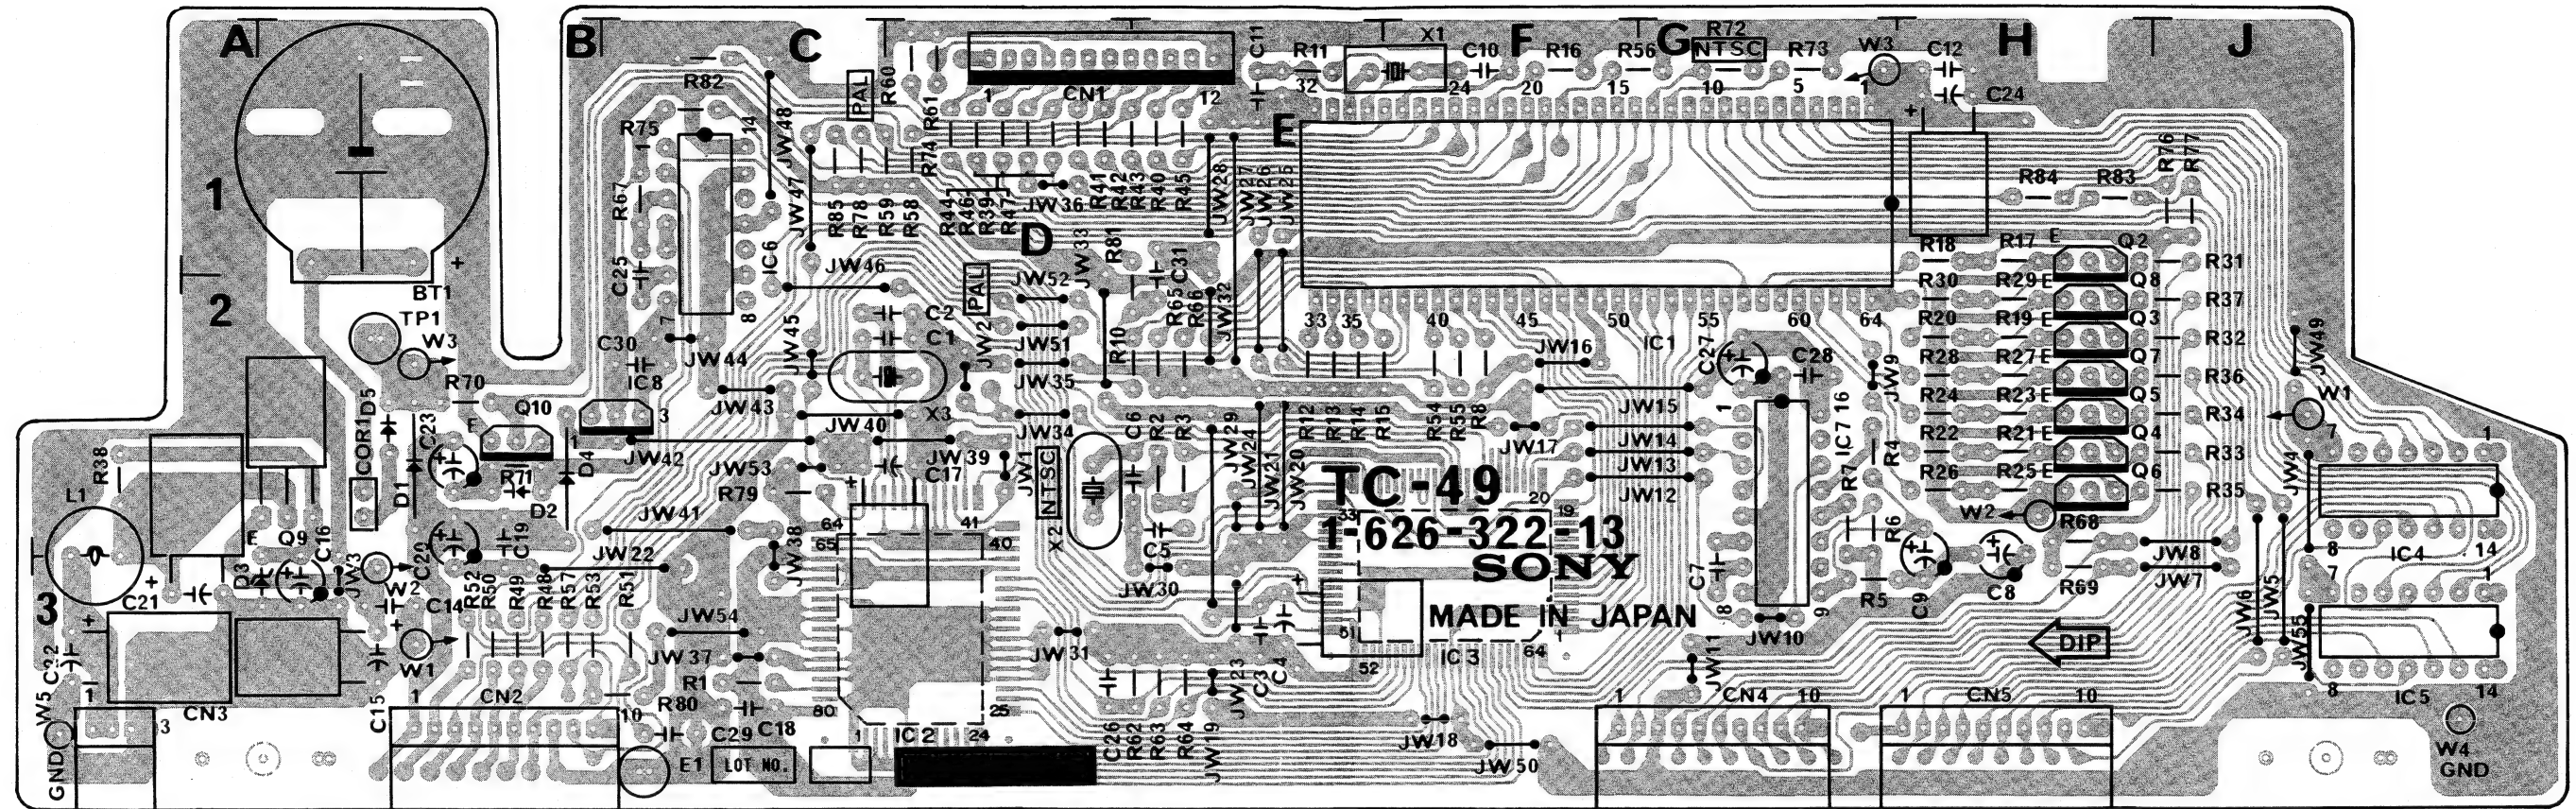 A B C F G H J
C11 R11 X1 C10 R16 R56 R72 NTSC R73 W3 C12
32 24 20 15 10 5 1
R82 PAL R60 1 CN1 12 C24
+
R75 14 JW48 R61 E
1 R74 R76 R77
1 R67 JW47 R85 R78 R59 R58 R44 R46 R39 R47 JW36 R41 R42 R43 R40 R45 JW28 JW27 JW26 JW25 R84 R83
D
C25 IC6 JW46 PAL JW52 JW33 R81 C31 R18 R17 E Q2 R31
+
BT1 R30 R29 E Q8 R37
2 TP1 7 8 C2 JW2 R65 R66 JW32 33 35 40 45 50 55 60 64 R20 R19 E Q3 R32
W3 C30 JW44 JW45 C1 JW51 R10 JW16 IC1 C27 C28 JW9 R28 R27 E Q7 JW49
R70 IC8 JW43 X3 JW35 JW15 R24 R23 E Q5 R36 W1
D5 Q10 3 JW40 JW34 C6 R2 R3 JW29 R12 R13 R14 R15 R54 R55 R8 1 IC7 16 R34
COR1 C23 E 1 JW42 JW39 JW24 JW17 JW14 R4 R22 R21 E Q4 7 1
R38 D1 R71 D4 JW53 C17 JW1 NTSC JW21 JW20 JW13 R7 R26 R25 E Q6 R33 JW4
L1 D2 R79 + JW12 R35
TC-49
33 20 19
1-626-322-13
SONY
E Q9 C16 C20 C19 JW41 64 41 X2 W2 R68
+ D3 JW3 W2 JW22 65 40 JW38 C5 C7 R6 JW8 8 IC4 14
C21 C14 R52 R50 R49 R48 R57 R53 R51 JW30 + R5 C9 C8 R69 JW7 7 1
3 + + JW54 51 MADE IN JAPAN 8 9 JW6 JW5
C22 W1 JW37 JW31 52 IC3 64 JW10 DIP JW55
W5 1 CN3 C15 1 CN2 R1 JW23 C3 C4 JW11 8 IC5 14
3 10 R80 80 25 1 CN4 10 1 CN5 10
GND C29 C18 1 IC2 24 C26 R62 R63 R64 JW19 JW18 W4
E1 LOT NO. JW50 GND